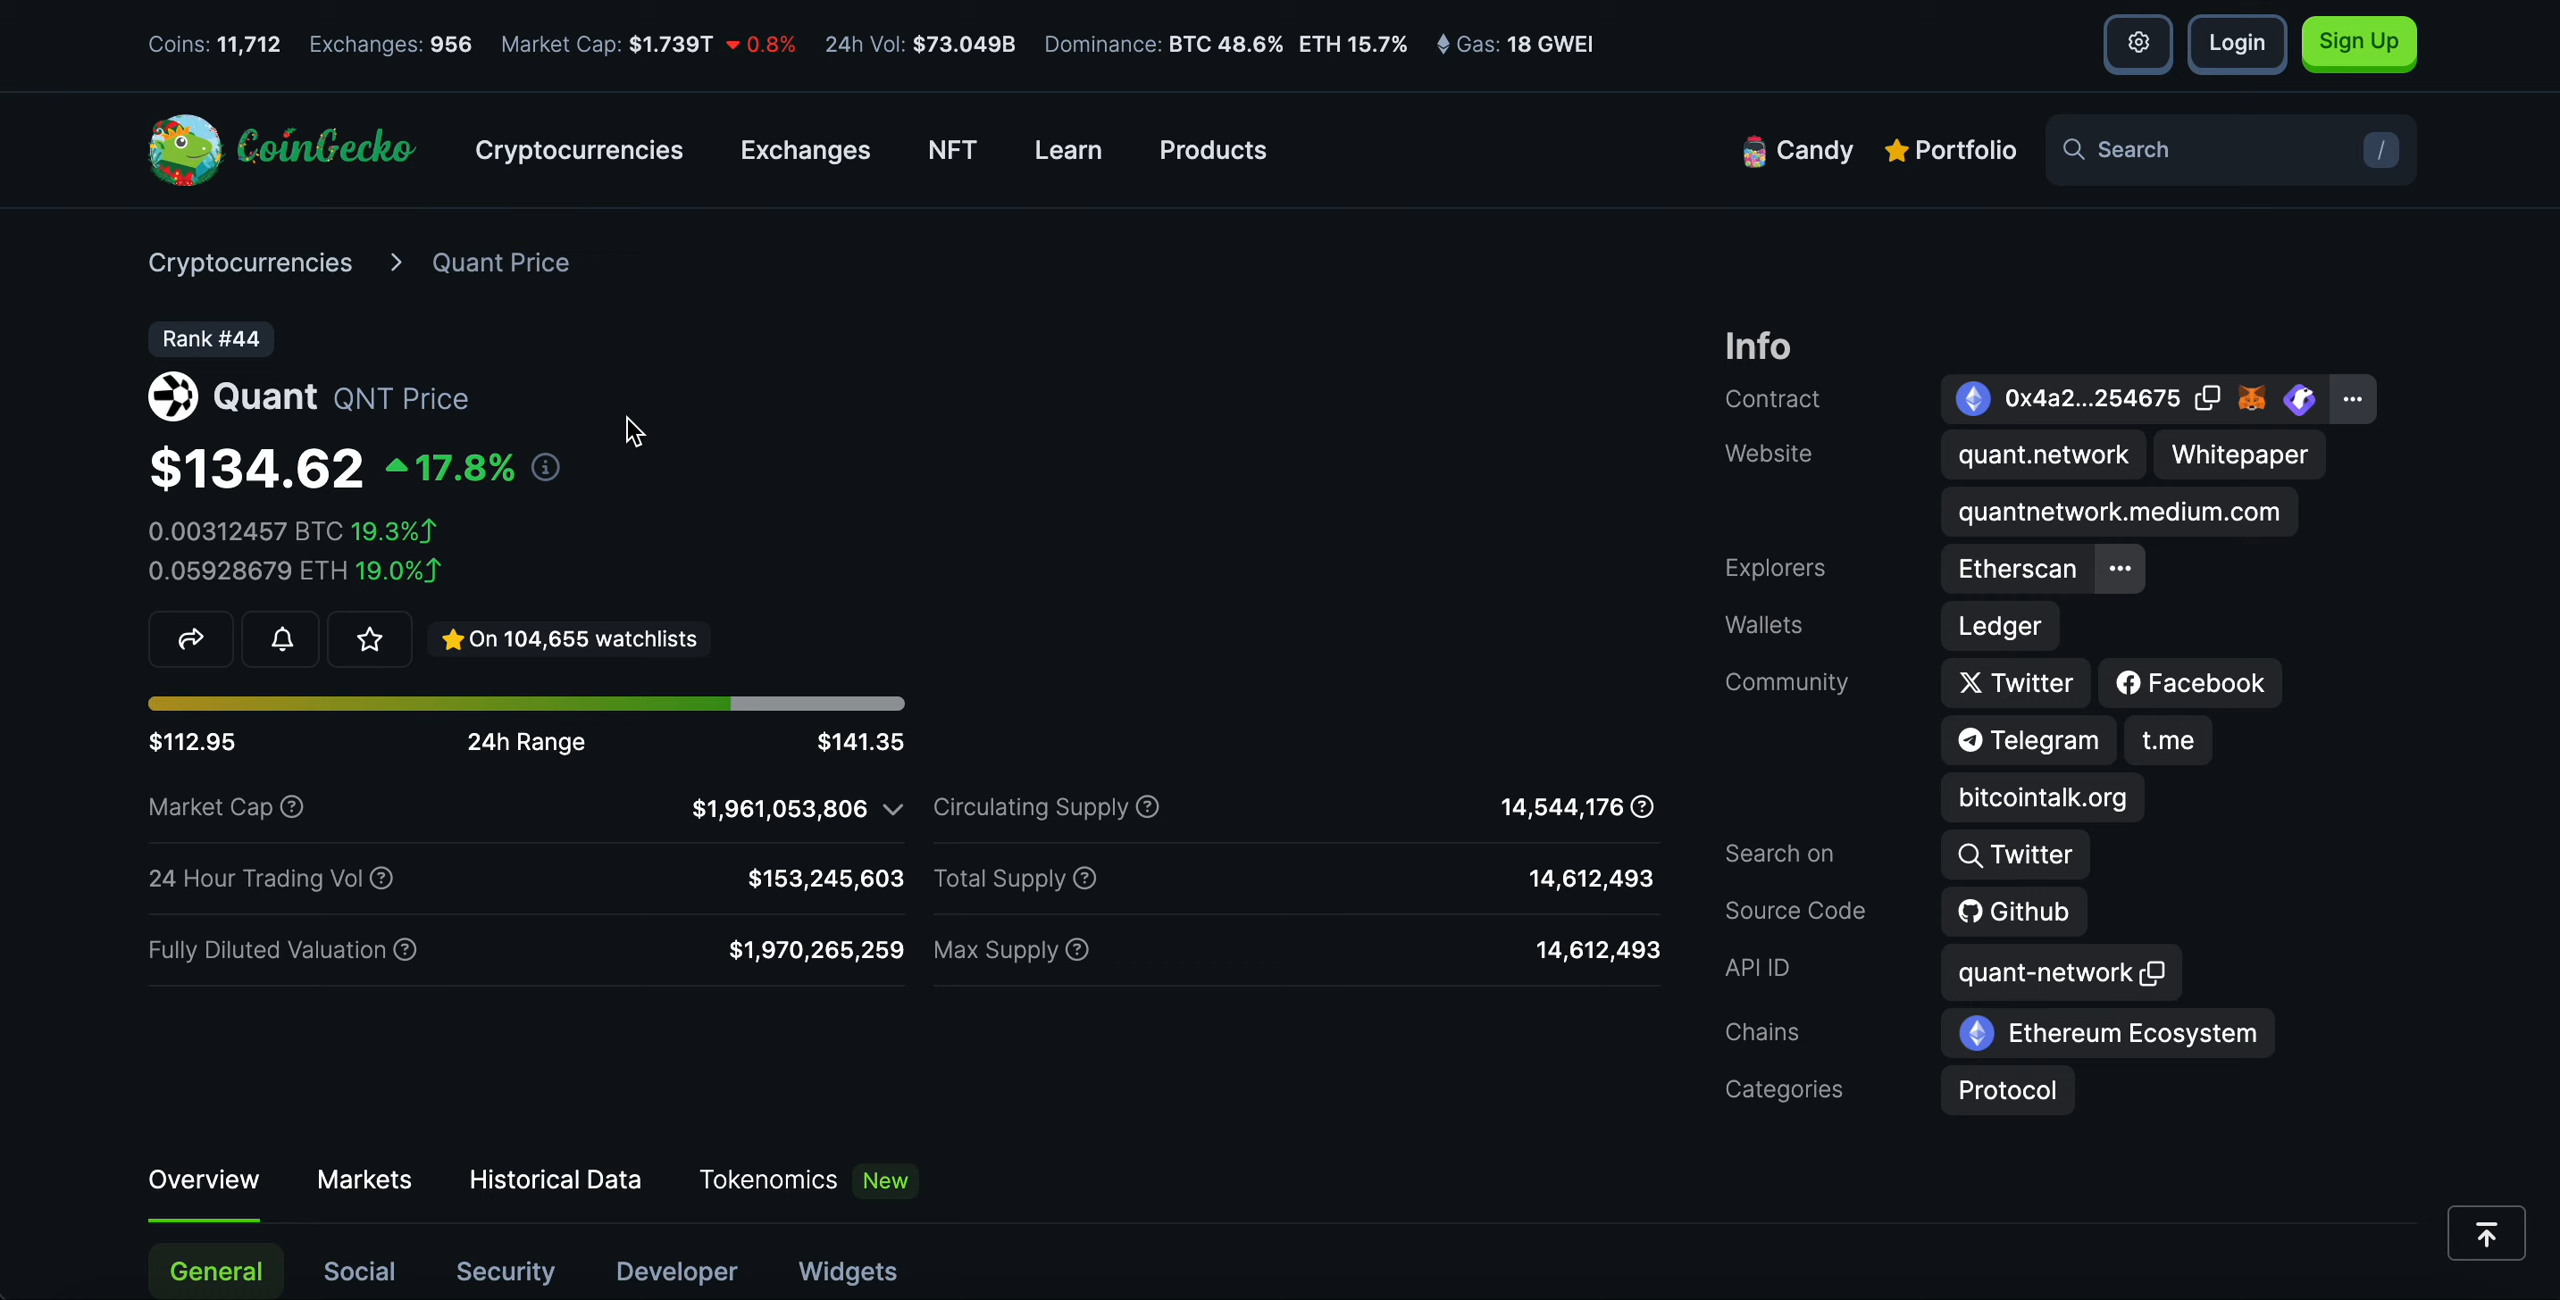 Coins: 11,712 Exchanges: 956 Market Cap: $1.739T 0.8% 24h Vol: $73.049B Dominance: BTC 48.6% ETH 15.7% Gas: 18 GWEI
Login
Sign Up
CoinGecko
Cryptocurrencies Exchanges NFT Learn Products
Candy Portfolio
Search /
Cryptocurrencies > Quant Price
Rank #44
Quant QNT Price
$134.62 17.8%
0.00312457 BTC 19.3%
0.05928679 ETH 19.0%
On 104,655 watchlists
$112.95 24h Range $141.35
Market Cap $1,961,053,806
24 Hour Trading Vol $153,245,603
Fully Diluted Valuation $1,970,265,259
Circulating Supply 14,544,176
Total Supply 14,612,493
Max Supply 14,612,493
Info
Contract 0x4a2...254675 ...
Website quant.network Whitepaper
quantnetwork.medium.com
Explorers Etherscan ...
Wallets Ledger
Community Twitter Facebook
Telegram t.me
bitcointalk.org
Search on Twitter
Source Code Github
API ID quant-network
Chains Ethereum Ecosystem
Categories Protocol
Overview Markets Historical Data Tokenomics New
General Social Security Developer Widgets